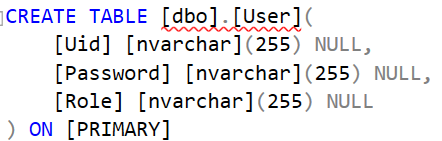 CREATE TABLE [dbo].[User](
[Uid] [nvarchar](255) NULL,
[Password] [nvarchar](255) NULL,
[Role] [nvarchar](255) NULL
) ON [PRIMARY]